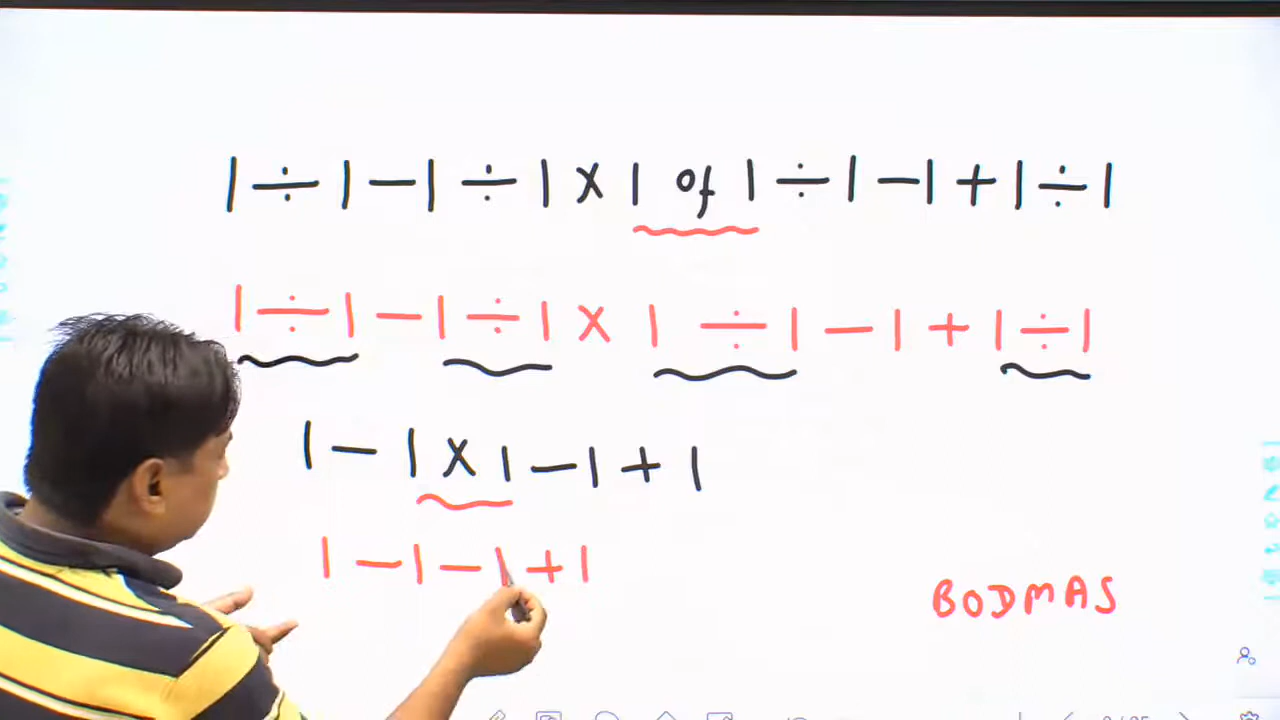 1 ÷ 1 – 1 ÷ 1 × 1 of 1 ÷ 1 – 1 + 1 ÷ 1
1 ÷ 1 – 1 ÷ 1 × 1 ÷ 1 – 1 + 1 ÷ 1
1 – 1 × 1 – 1 + 1
1 – 1 – 1 + 1
BODMAS